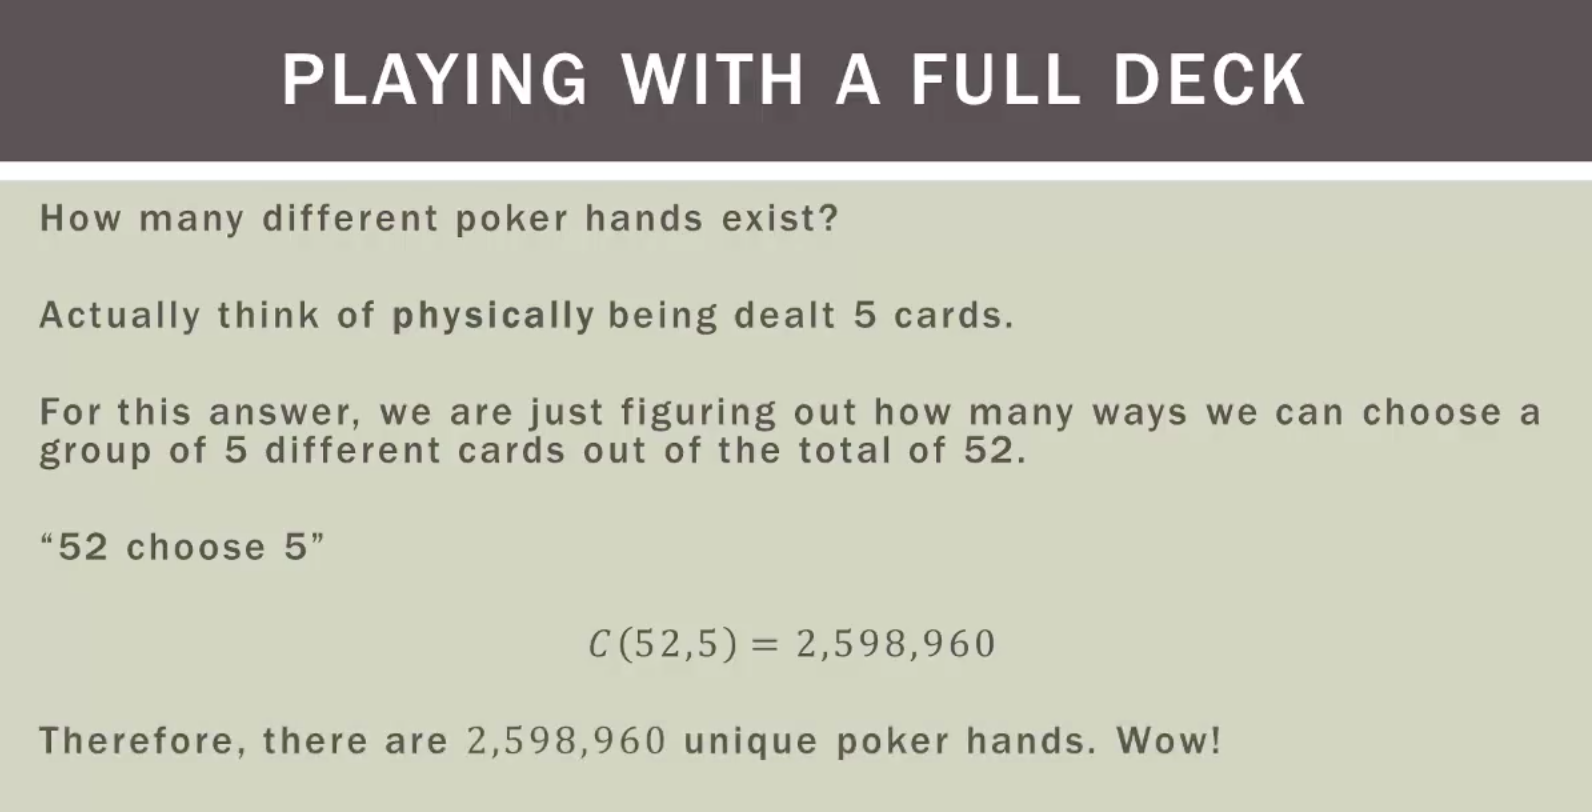 PLAYING WITH A FULL DECK
How many different poker hands exist?
Actually think of physically being dealt 5 cards.
For this answer, we are just figuring out how many ways we can choose a
group of 5 different cards out of the total of 52.
“52 choose 5”
C(52,5) = 2,598,960
Therefore, there are 2,598,960 unique poker hands. Wow!